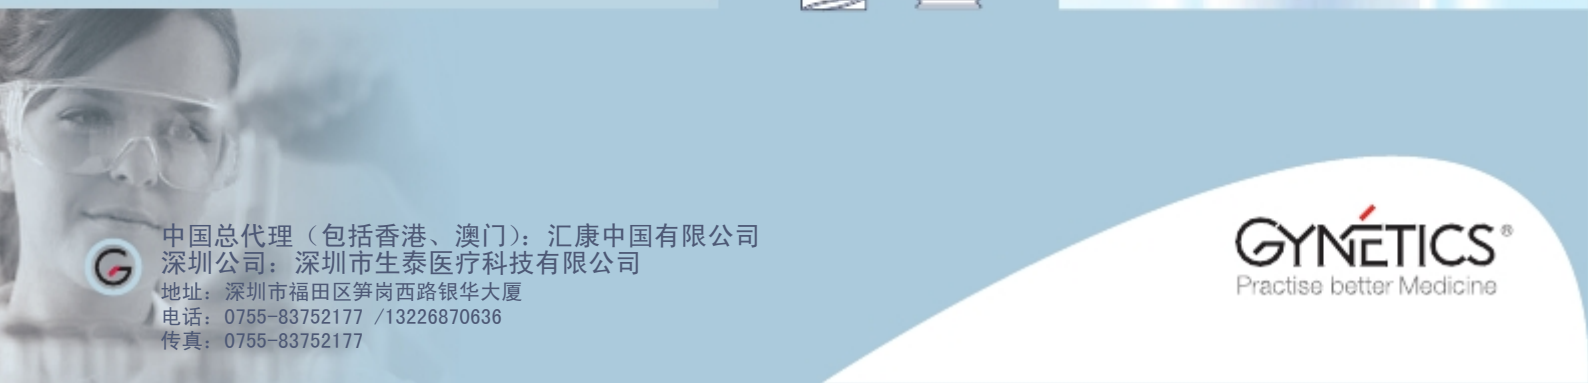 中国总代理（包括香港、澳门）：汇康中国有限公司
深圳公司：深圳市生泰医疗科技有限公司
地址：深圳市福田区笋岗西路银华大厦
电话：0755-83752177 /13226870636
传真：0755-83752177
GYNÉTICS®
Practise better Medicine